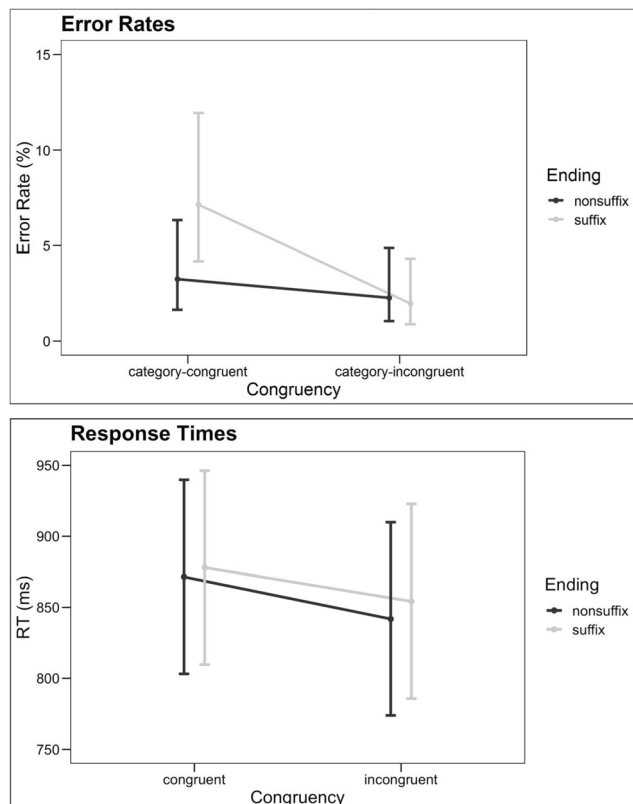 Error Rates
15
10
5
0
Error Rate (%)
category-congruent category-incongruent
Congruency
Ending
nonsuffix
suffix
Response Times
950
900
850
800
750
RT (ms)
congruent incongruent
Congruency
Ending
nonsuffix
suffix